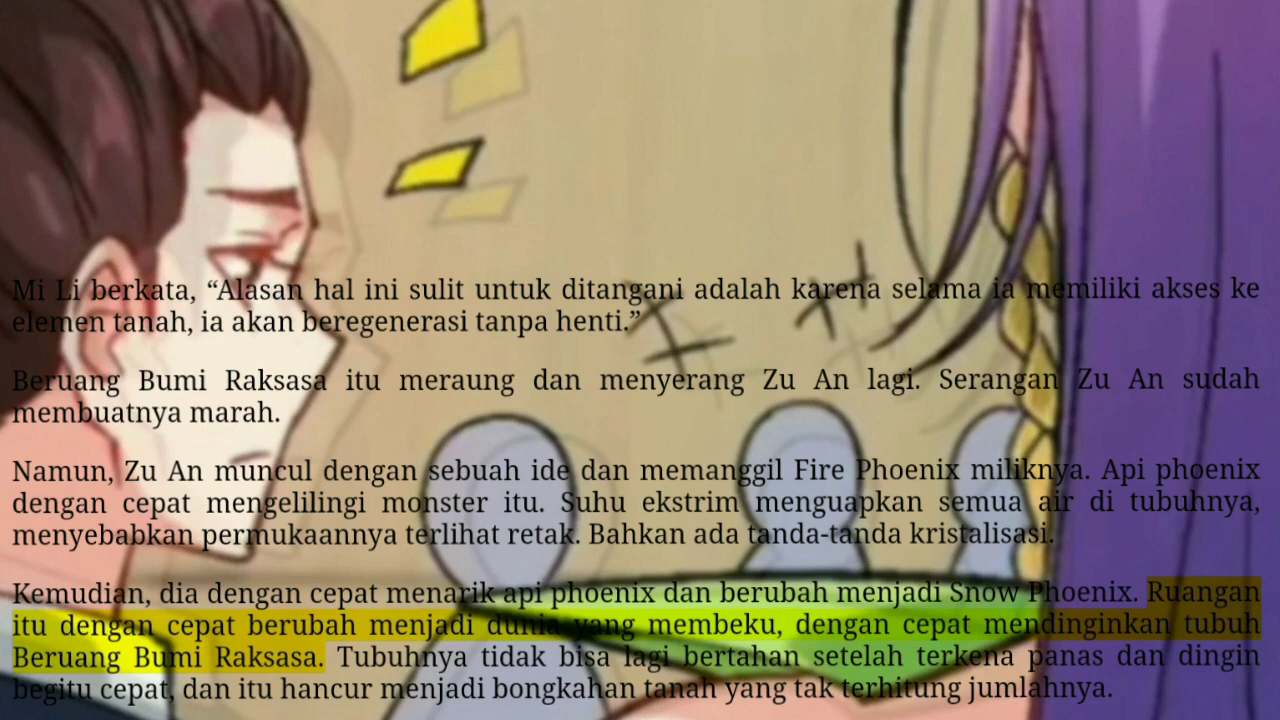 Mi Li berkata, “Alasan hal ini sulit untuk ditangani adalah karena selama ia memiliki akses ke
elemen tanah, ia akan beregenerasi tanpa henti.”
Beruang Bumi Raksasa itu meraung dan menyerang Zu An lagi. Serangan Zu An sudah
membuatnya marah.
Namun, Zu An muncul dengan sebuah ide dan memanggil Fire Phoenix miliknya. Api phoenix
dengan cepat mengelilingi monster itu. Suhu ekstrim menguapkan semua air di tubuhnya,
menyebabkan permukaannya terlihat retak. Bahkan ada tanda-tanda kristalisasi.
Kemudian, dia dengan cepat menarik api phoenix dan berubah menjadi Snow Phoenix. Ruangan
itu dengan cepat berubah menjadi dunia yang membeku, dengan cepat mendinginkan tubuh
Beruang Bumi Raksasa. Tubuhnya tidak bisa lagi bertahan setelah terkena panas dan dingin
begitu cepat, dan itu hancur menjadi bongkahan tanah yang tak terhitung jumlahnya.